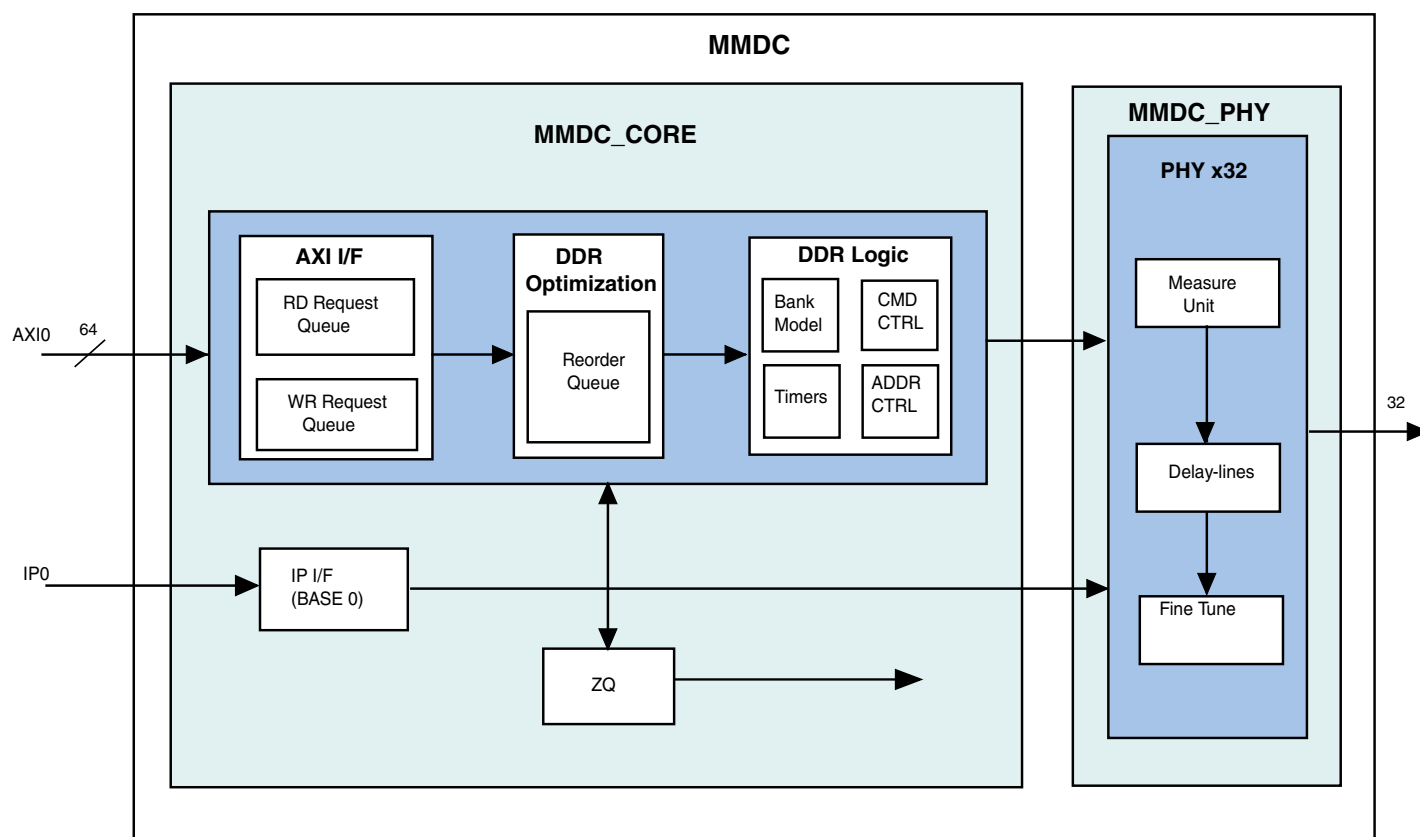 MMDC
MMDC_CORE
MMDC_PHY
PHY x32
AXI I/F
RD Request
Queue
WR Request
Queue
DDR
Optimization
Reorder
Queue
DDR Logic
Bank
Model
CMD
CTRL
Timers
ADDR
CTRL
Measure
Unit
Delay-lines
Fine Tune
AXI0
64
32
IP0
IP I/F
(BASE 0)
ZQ